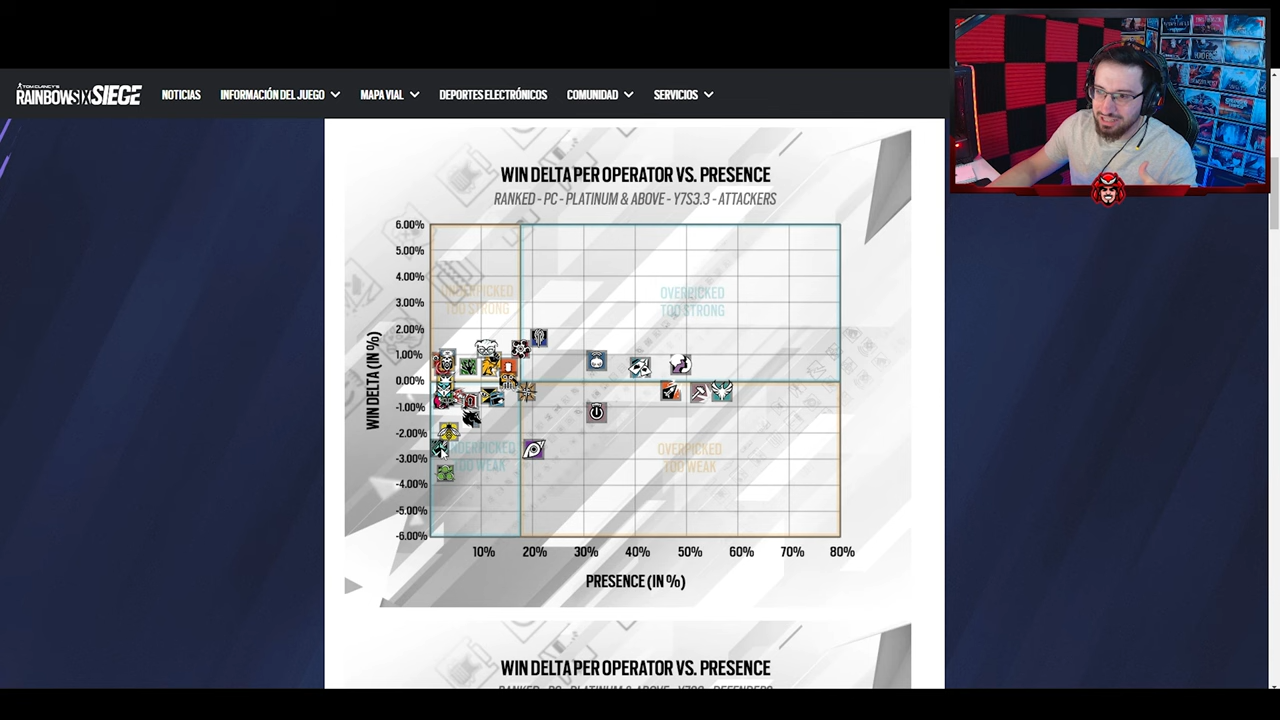 TOM CLANCY'S
RAINBOWSIX SIEGE
NOTICIAS
INFORMACIÓN DEL JUEGO
MAPA VIAL
DEPORTES ELECTRÓNICOS
COMUNIDAD
SERVICIOS
WIN DELTA PER OPERATOR VS. PRESENCE
RANKED - PC - PLATINUM & ABOVE - Y7S3.3 - ATTACKERS
WIN DELTA (IN %)
6.00%
5.00%
4.00%
3.00%
2.00%
1.00%
0.00%
-1.00%
-2.00%
-3.00%
-4.00%
-5.00%
-6.00%
UNDERPICKED
TOO STRONG
OVERPICKED
TOO STRONG
UNDERPICKED
TOO WEAK
OVERPICKED
TOO WEAK
10%
20%
30%
40%
50%
60%
70%
80%
PRESENCE (IN %)
WIN DELTA PER OPERATOR VS. PRESENCE